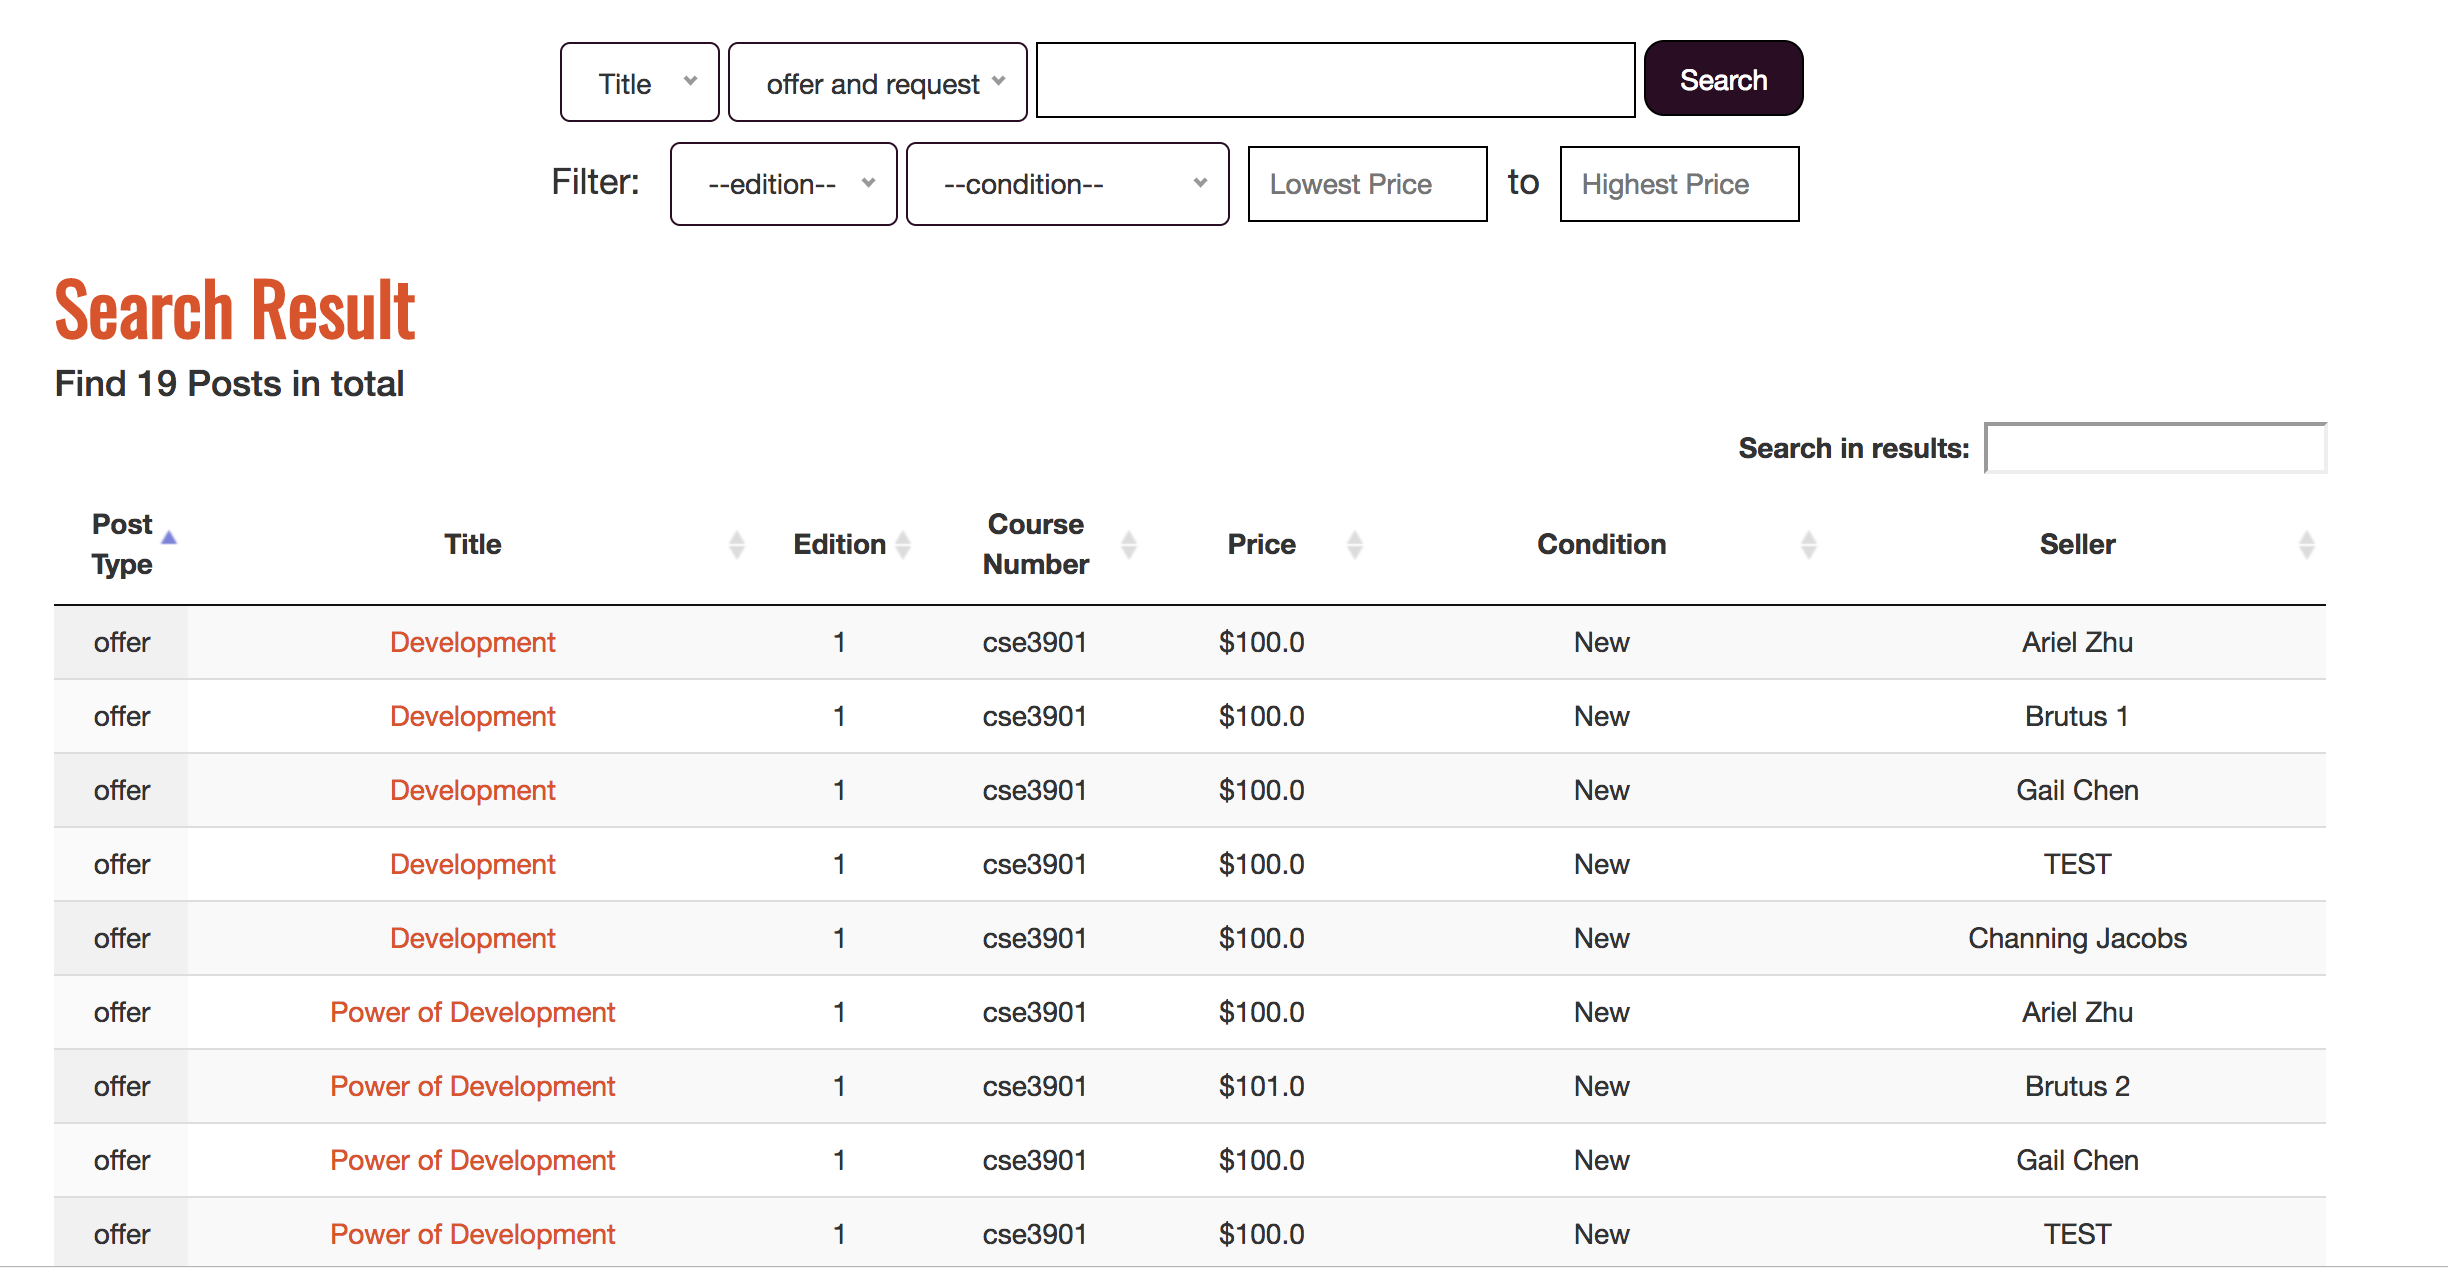 Title offer and request Search
Filter: --edition-- --condition-- Lowest Price to Highest Price
Search Result
Find 19 Posts in total
Search in results:
Post Type Title Edition Course Number Price Condition Seller
offer Development 1 cse3901 $100.0 New Ariel Zhu
offer Development 1 cse3901 $100.0 New Brutus 1
offer Development 1 cse3901 $100.0 New Gail Chen
offer Development 1 cse3901 $100.0 New TEST
offer Development 1 cse3901 $100.0 New Channing Jacobs
offer Power of Development 1 cse3901 $100.0 New Ariel Zhu
offer Power of Development 1 cse3901 $101.0 New Brutus 2
offer Power of Development 1 cse3901 $100.0 New Gail Chen
offer Power of Development 1 cse3901 $100.0 New TEST